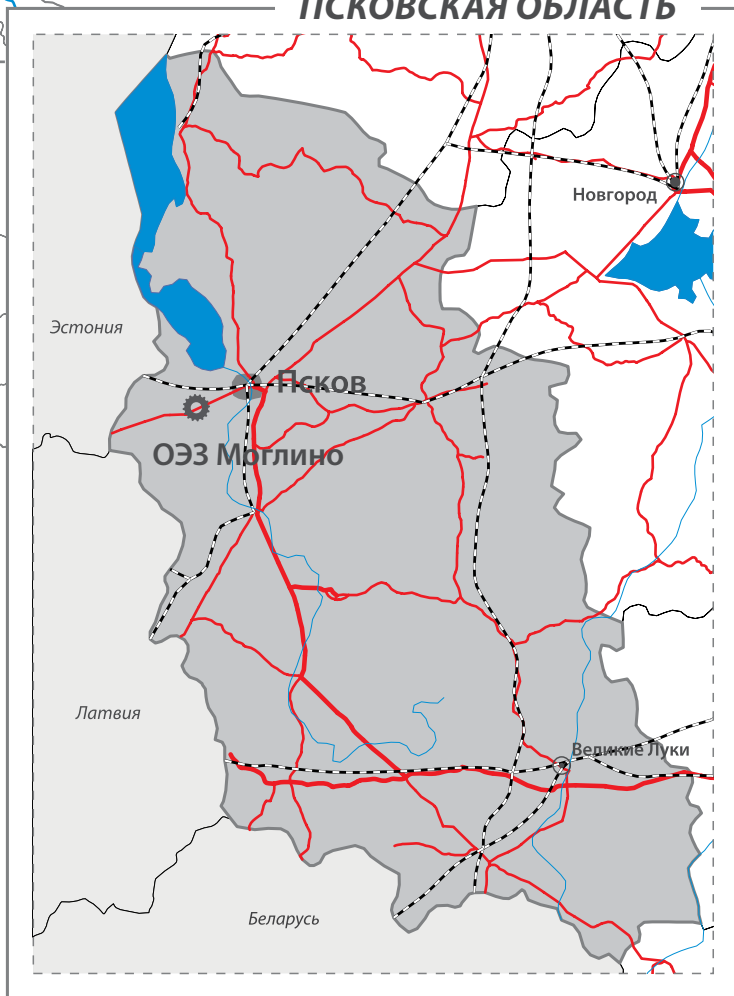 ПСКОВСКАЯ ОБЛАСТЬ
Новгород
Эстония
Псков
ОЭЗ Моглино
Латвия
Великие Луки
Беларусь